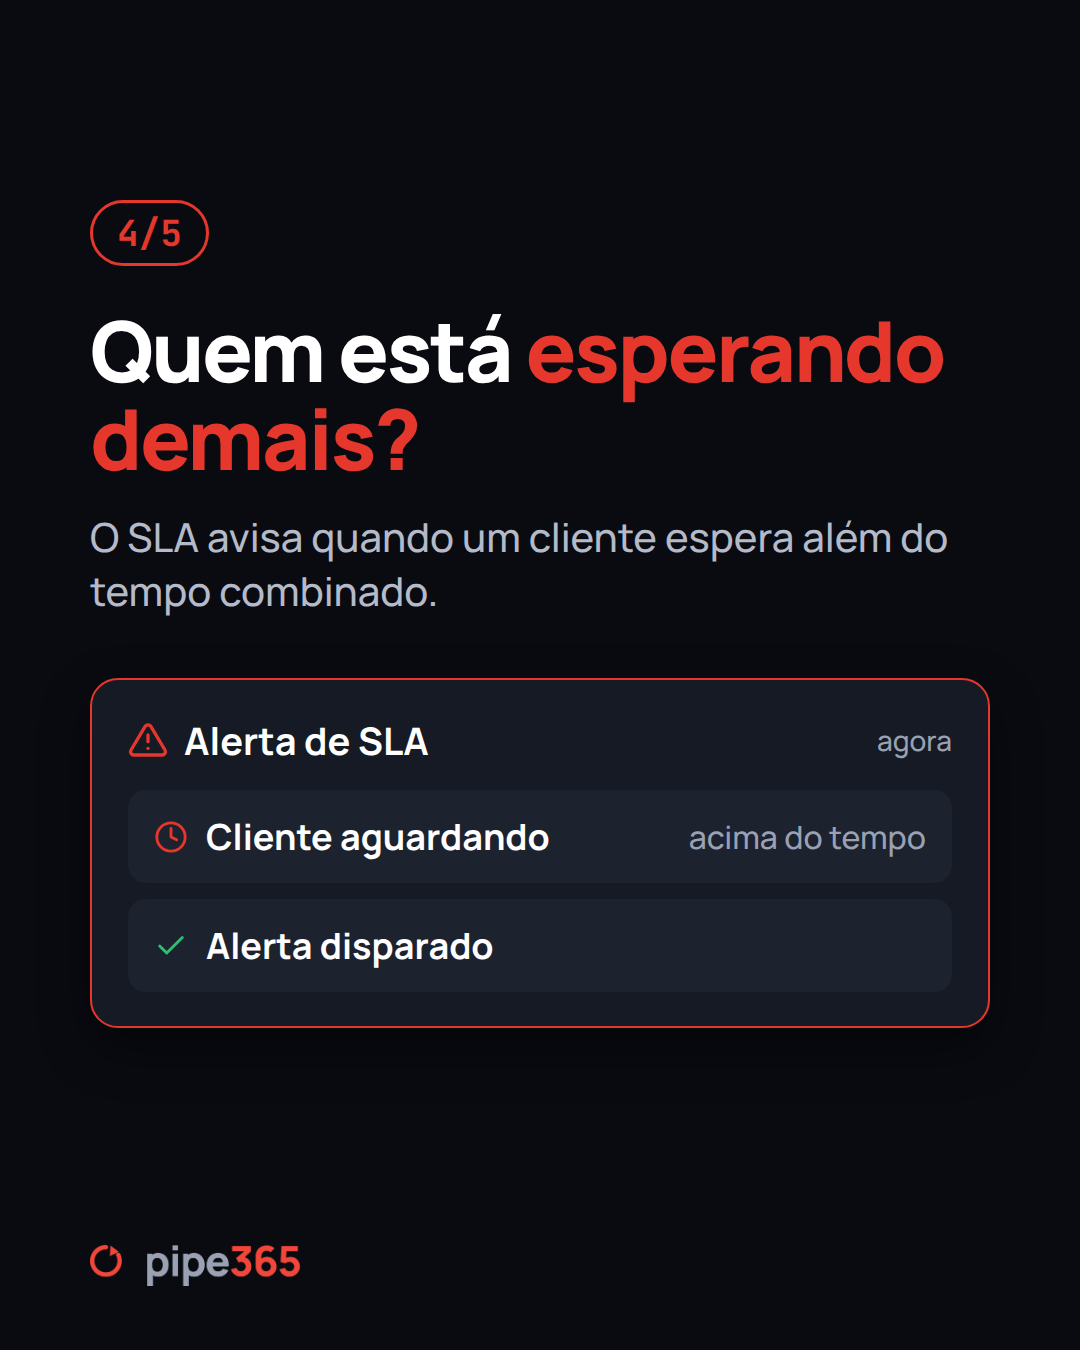 4/5
Quem está esperando
demais?
O SLA avisa quando um cliente espera além do
tempo combinado.
Alerta de SLA agora
Cliente aguardando acima do tempo
Alerta disparado
pipe365